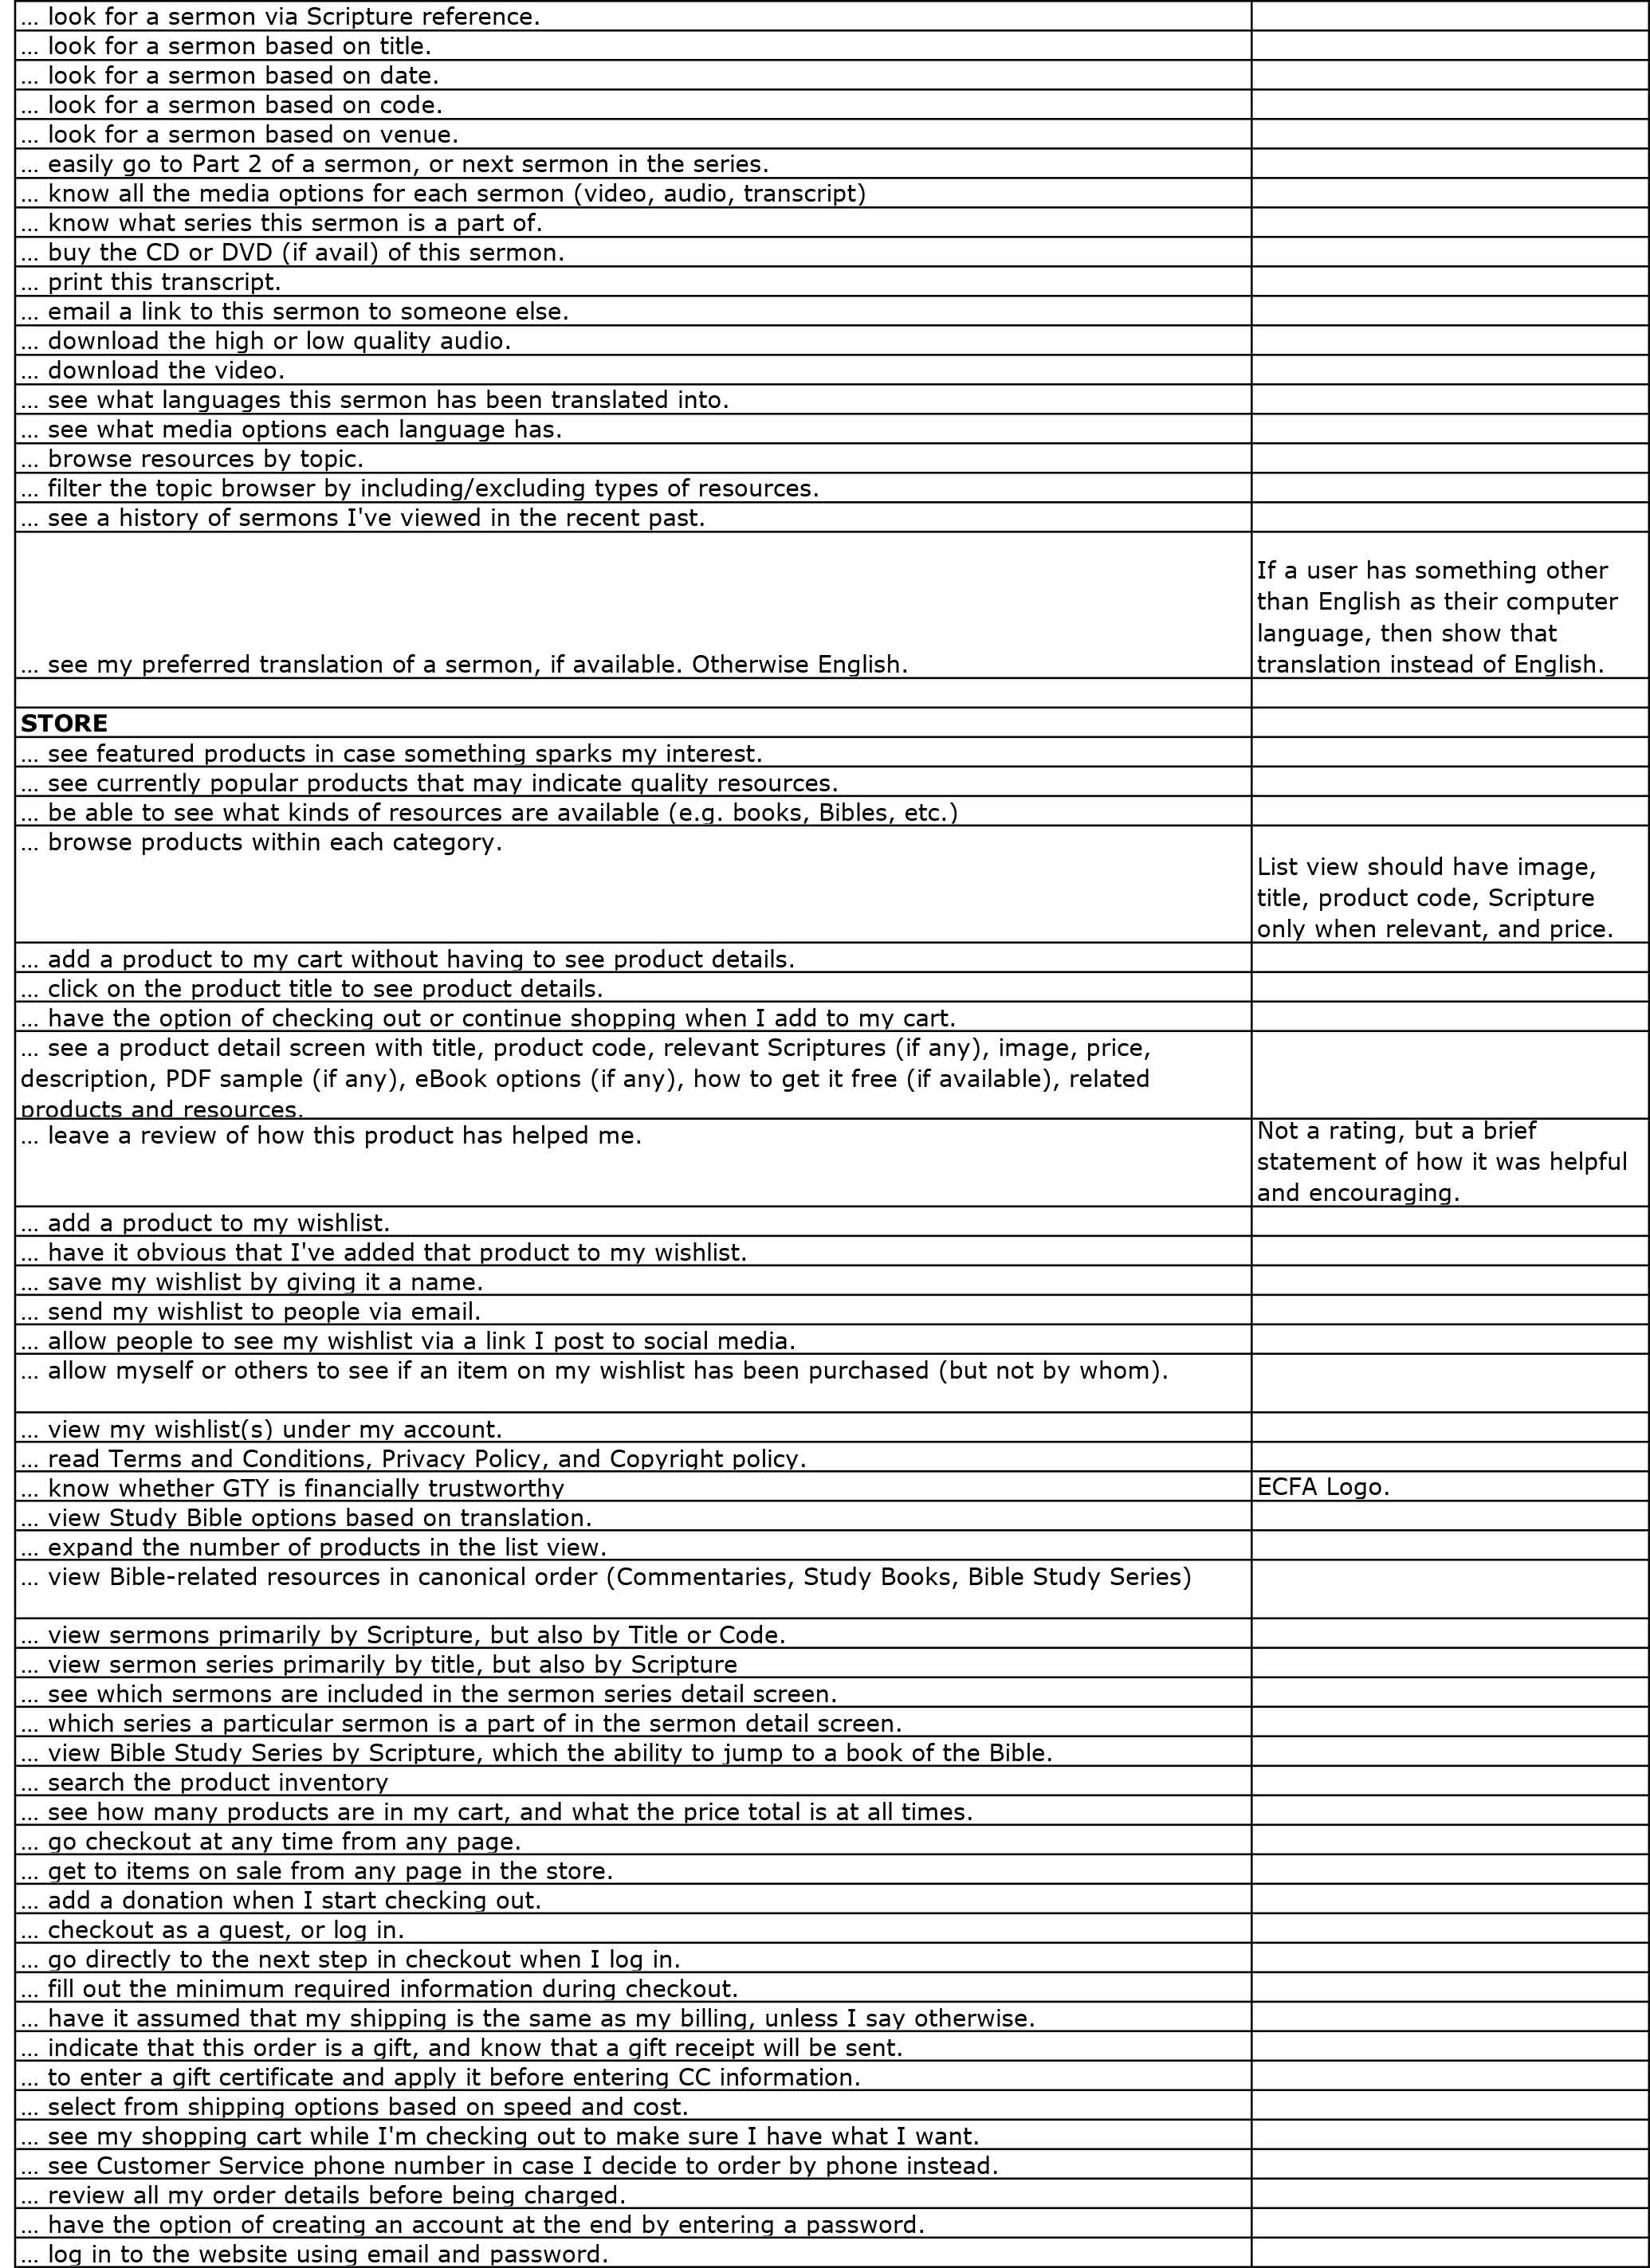 ... look for a sermon via Scripture reference.
... look for a sermon based on title.
... look for a sermon based on date.
... look for a sermon based on code.
... look for a sermon based on venue.
... easily go to Part 2 of a sermon, or next sermon in the series.
... know all the media options for each sermon (video, audio, transcript)
... know what series this sermon is a part of.
... buy the CD or DVD (if avail) of this sermon.
... print this transcript.
... email a link to this sermon to someone else.
... download the high or low quality audio.
... download the video.
... see what languages this sermon has been translated into.
... see what media options each language has.
... browse resources by topic.
... filter the topic browser by including/excluding types of resources.
... see a history of sermons I've viewed in the recent past.
... see my preferred translation of a sermon, if available. Otherwise English.
If a user has something other
than English as their computer
language, then show that
translation instead of English.
STORE
... see featured products in case something sparks my interest.
... see currently popular products that may indicate quality resources.
... be able to see what kinds of resources are available (e.g. books, Bibles, etc.)
... browse products within each category.
List view should have image,
title, product code, Scripture
only when relevant, and price.
... add a product to my cart without having to see product details.
... click on the product title to see product details.
... have the option of checking out or continue shopping when I add to my cart.
... see a product detail screen with title, product code, relevant Scriptures (if any), image, price,
description, PDF sample (if any), eBook options (if any), how to get it free (if available), related
products and resources.
... leave a review of how this product has helped me.
Not a rating, but a brief
statement of how it was helpful
and encouraging.
... add a product to my wishlist.
... have it obvious that I've added that product to my wishlist.
... save my wishlist by giving it a name.
... send my wishlist to people via email.
... allow people to see my wishlist via a link I post to social media.
... allow myself or others to see if an item on my wishlist has been purchased (but not by whom).
... view my wishlist(s) under my account.
... read Terms and Conditions, Privacy Policy, and Copyright policy.
... know whether GTY is financially trustworthy
ECFA Logo.
... view Study Bible options based on translation.
... expand the number of products in the list view.
... view Bible-related resources in canonical order (Commentaries, Study Books, Bible Study Series)
... view sermons primarily by Scripture, but also by Title or Code.
... view sermon series primarily by title, but also by Scripture
... see which sermons are included in the sermon series detail screen.
... which series a particular sermon is a part of in the sermon detail screen.
... view Bible Study Series by Scripture, which the ability to jump to a book of the Bible.
... search the product inventory
... see how many products are in my cart, and what the price total is at all times.
... go checkout at any time from any page.
... get to items on sale from any page in the store.
... add a donation when I start checking out.
... checkout as a guest, or log in.
... go directly to the next step in checkout when I log in.
... fill out the minimum required information during checkout.
... have it assumed that my shipping is the same as my billing, unless I say otherwise.
... indicate that this order is a gift, and know that a gift receipt will be sent.
... to enter a gift certificate and apply it before entering CC information.
... select from shipping options based on speed and cost.
... see my shopping cart while I'm checking out to make sure I have what I want.
... see Customer Service phone number in case I decide to order by phone instead.
... review all my order details before being charged.
... have the option of creating an account at the end by entering a password.
... log in to the website using email and password.